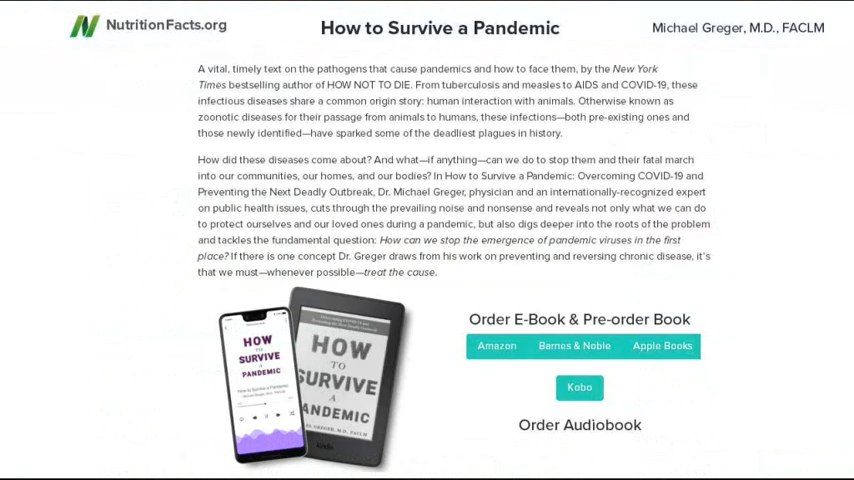 NutritionFacts.org
How to Survive a Pandemic
Michael Greger, M.D., FACLM
A vital, timely text on the pathogens that cause pandemics and how to face them, by the New York
Times bestselling author of HOW NOT TO DIE. From tuberculosis and measles to AIDS and COVID-19, these
infectious diseases share a common origin story: human interaction with animals. Otherwise known as
zoonotic diseases for their passage from animals to humans, these infections—both pre-existing ones and
those newly identified—have sparked some of the deadliest plagues in history.
How did these diseases come about? And what—if anything—can we do to stop them and their fatal march
into our communities, our homes, and our bodies? In How to Survive a Pandemic: Overcoming COVID-19 and
Preventing the Next Deadly Outbreak, Dr. Michael Greger, physician and an internationally-recognized expert
on public health issues, cuts through the prevailing noise and nonsense and reveals not only what we can do
to protect ourselves and our loved ones during a pandemic, but also digs deeper into the roots of the problem
and tackles the fundamental question: How can we stop the emergence of pandemic viruses in the first
place? If there is one concept Dr. Greger draws from his work on preventing and reversing chronic disease, it's
that we must—whenever possible—treat the cause.
HOW
TO
SURVIVE
A
PANDEMIC
How to Survive a Pandemic
HOW
TO
SURVIVE
A
ANDEMIC
EL GREGER, M.D. FACLM
kindle
Order E-Book & Pre-order Book
Amazon
Barnes & Noble
Apple Books
Kobo
Order Audiobook